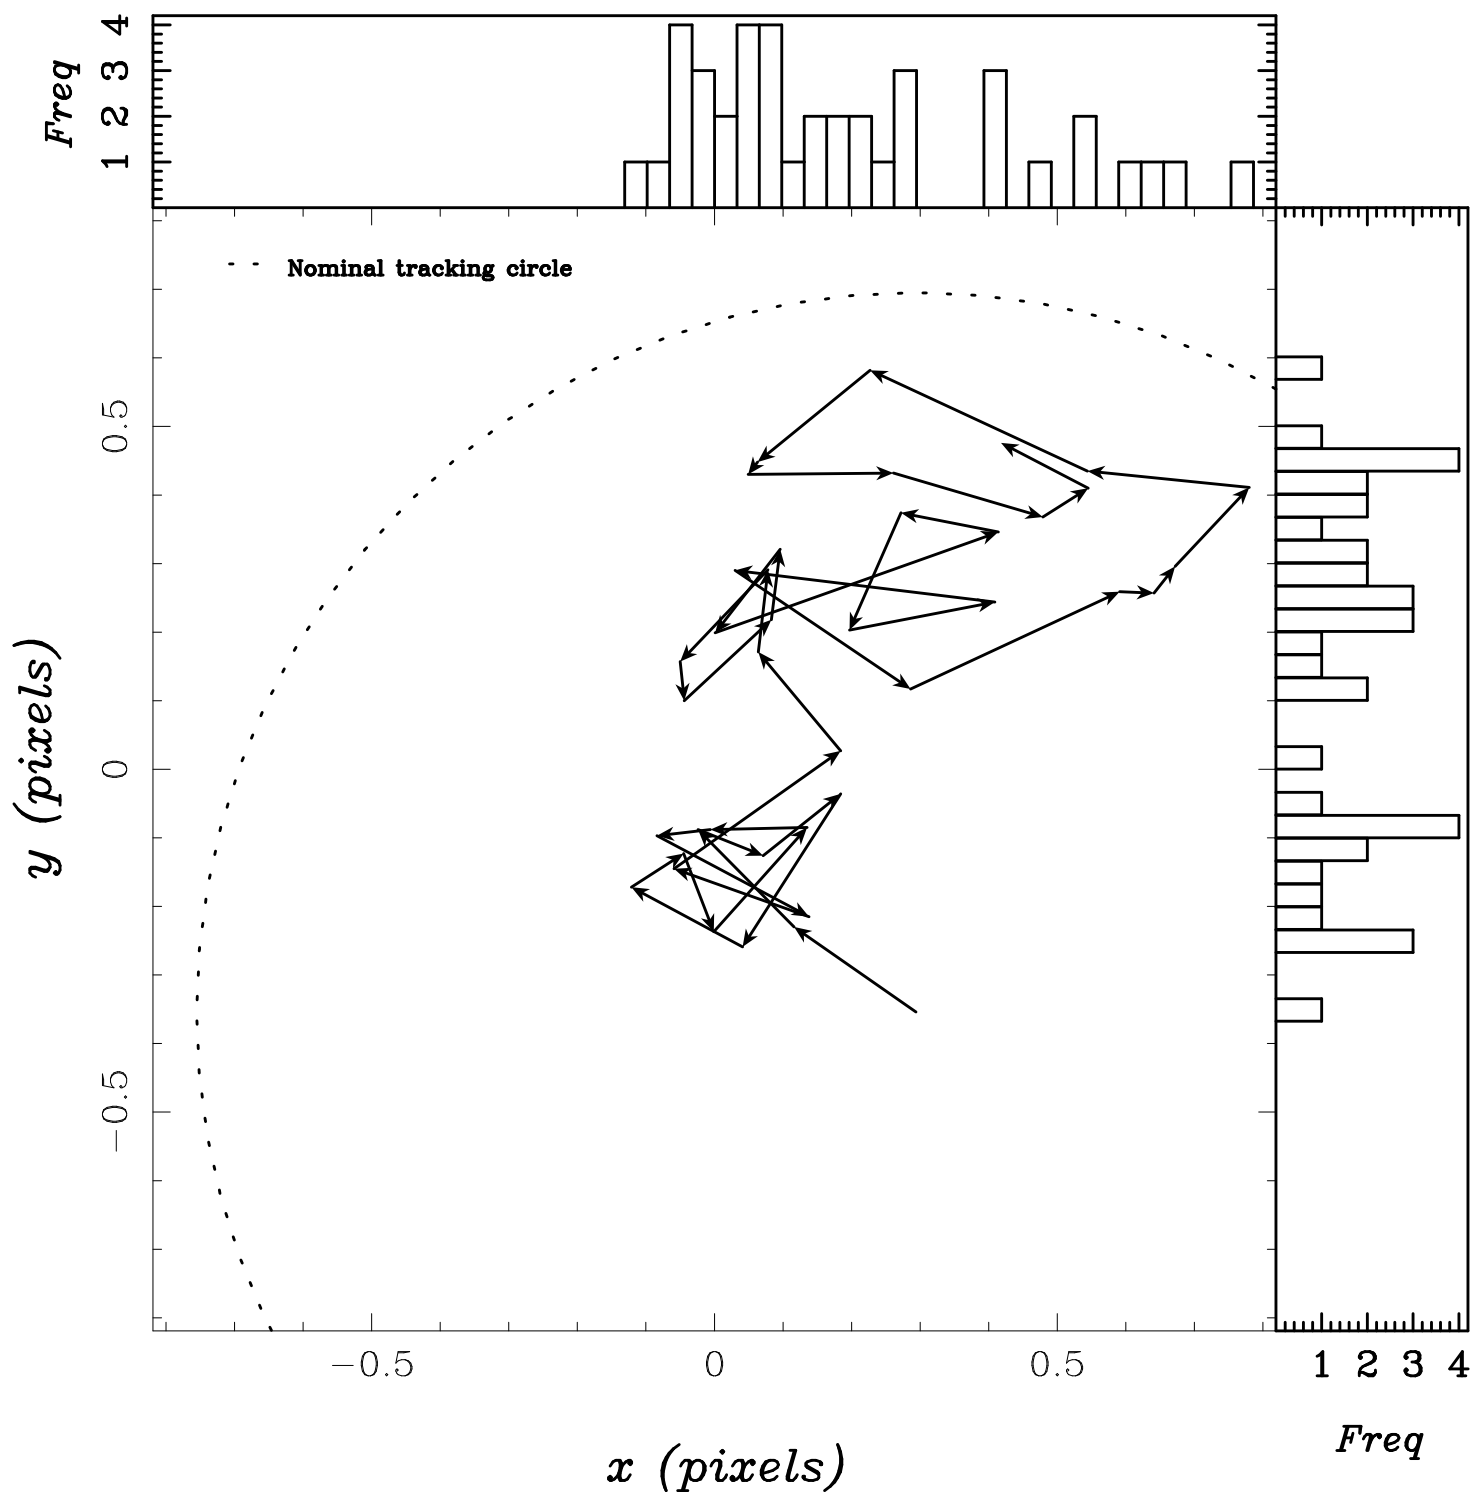 Freq
4
3
2
1
Nominal tracking circle
0.5
0
−0.5
y (pixels)
−0.5 0 0.5
x (pixels)
1 2 3 4
Freq